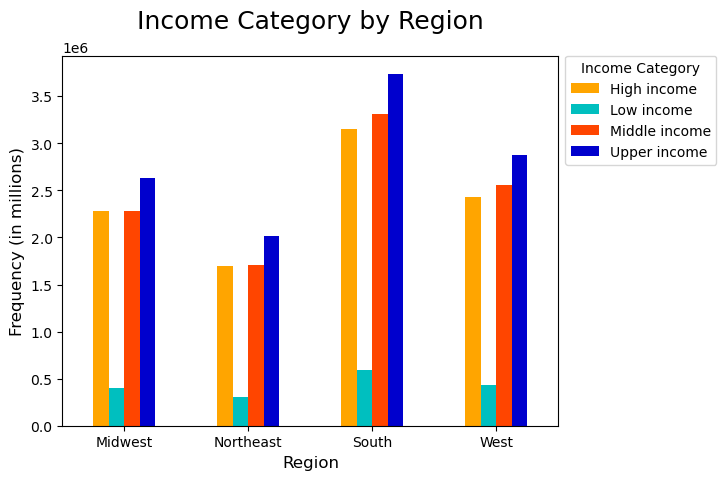 Income Category by Region
1e6
Frequency (in millions)
3.5
3.0
2.5
2.0
1.5
1.0
0.5
0.0
Midwest
Northeast
South
West
Region
Income Category
High income
Low income
Middle income
Upper income